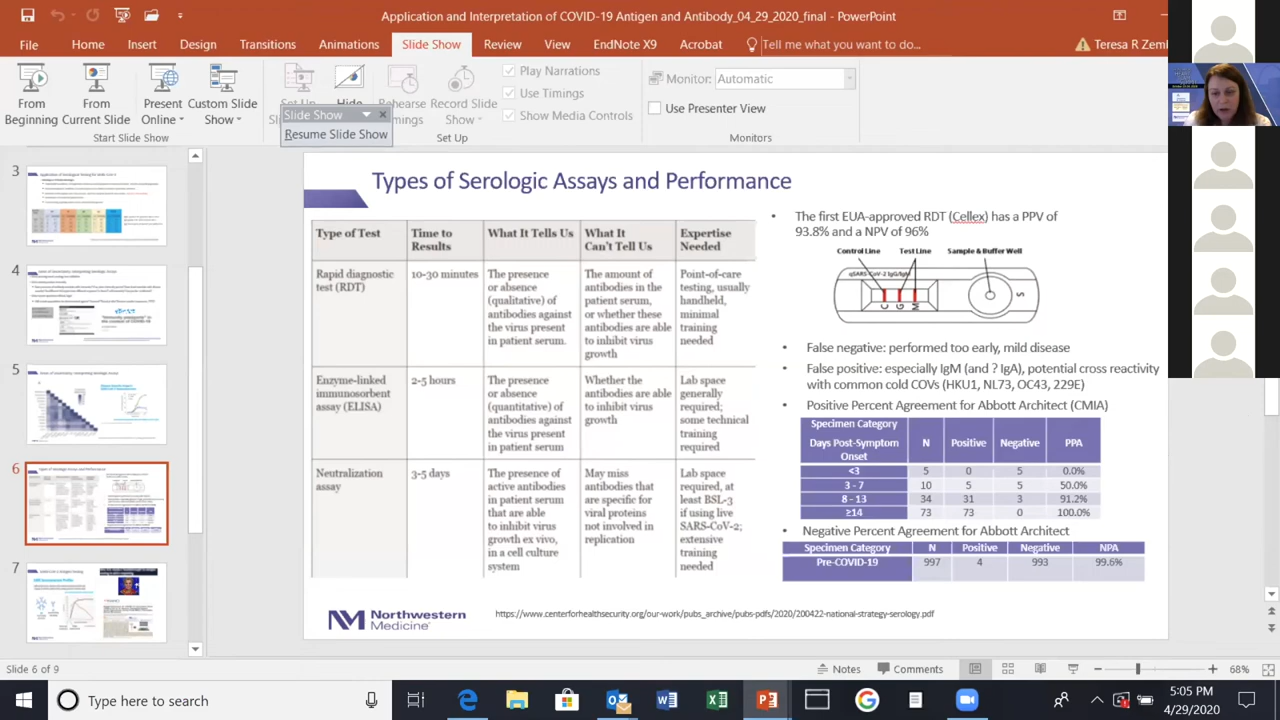 Application and Interpretation of COVID-19 Antigen and Antibody_04_29_2020_final - PowerPoint
File Home Insert Design Transitions Animations Slide Show Review View EndNote X9 Acrobat Tell me what you want to do... Teresa R Zem
From Beginning
From Current Slide
Present Online
Custom Slide Show
Hide
Record
Play Narrations
Use Timings
Show Media Controls
Monitor: Automatic
Use Presenter View
Start Slide Show Set Up Monitors
Slide Show
Resume Slide Show
3
4
5
6
7
Types of Serologic Assays and Performance
Type of Test
Time to Results
What It Tells Us
What It Can't Tell Us
Expertise Needed
Rapid diagnostic
test (RDT)
10-30 minutes
The presence
or absence
(qualitative) of
antibodies against
the virus present
in patient serum.
The amount of
antibodies in the
patient serum,
or whether these
antibodies are able
to inhibit virus
growth
Point-of-care
testing, usually
handheld,
minimal
training
needed
Enzyme-linked
immunosorbent
assay (ELISA)
2-5 hours
The presence
or absence
(quantitative) of
antibodies against
the virus present
in patient serum
Whether the
antibodies are able
to inhibit virus
growth
Lab space
generally
required;
some technical
training
required
Neutralization
assay
3-5 days
The presence of
active antibodies
in patient serum
that are able
to inhibit virus
growth ex vivo,
in a cell culture
system
May miss
antibodies that
are specific for
viral proteins
not involved in
replication
Lab space
required, at
least BSL-3
if using live
SARS-CoV-2;
extensive
training
needed
• The first EUA-approved RDT (Cellex) has a PPV of
93.8% and a NPV of 96%
Control Line Test Line Sample & Buffer Well
qSARS-CoV-2 IgG/IgM
C G M S
• False negative: performed too early, mild disease
• False positive: especially IgM (and ? IgA), potential cross reactivity
with common cold COVs (HKU1, NL73, OC43, 229E)
• Positive Percent Agreement for Abbott Architect (CMIA)
Specimen Category
Days Post-Symptom Onset N Positive Negative PPA
<3 5 0 5 0.0%
3 - 7 10 5 5 50.0%
8 - 13 34 31 3 91.2%
≥14 73 73 0 100.0%
• Negative Percent Agreement for Abbott Architect
Specimen Category N Positive Negative NPA
Pre-COVID-19 997 4 993 99.6%
Northwestern
Medicine
https://www.centerforhealthsecurity.org/our-work/pubs_archive/pubs-pdfs/2020/200422-national-strategy-serology.pdf
Slide 6 of 9 Notes Comments 68%
Type here to search
5:05 PM
4/29/2020